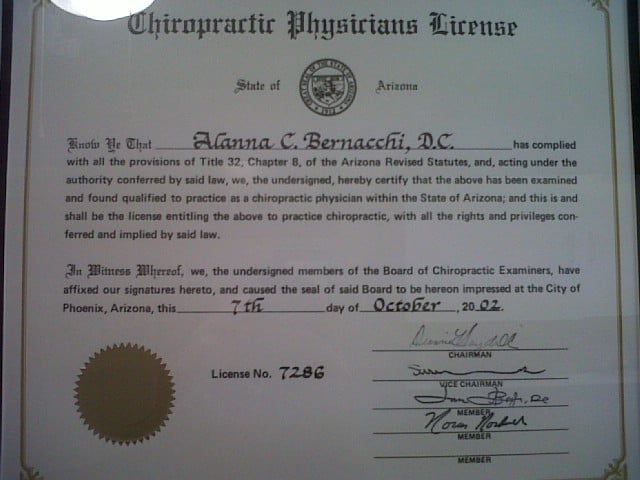 Chiropractic Physicians License
State of Arizona
Know Ye That Alanna C. Bernacchi, D.C. has complied
with all the provisions of Title 32, Chapter 8, of the Arizona Revised Statutes, and, acting under the
authority conferred by said law, we, the undersigned, hereby certify that the above has been examined
and found qualified to practice as a chiropractic physician within the State of Arizona; and this is and
shall be the license entitling the above to practice chiropractic, with all the rights and privileges con-
ferred and implied by said law.
In Witness Whereof, we, the undersigned members of the Board of Chiropractic Examiners, have
affixed our signatures hereto, and caused the seal of said Board to be hereon impressed at the City of
Phoenix, Arizona, this 7th day of October, 2002.
License No. 7286
CHAIRMAN
VICE CHAIRMAN
MEMBER
MEMBER
MEMBER